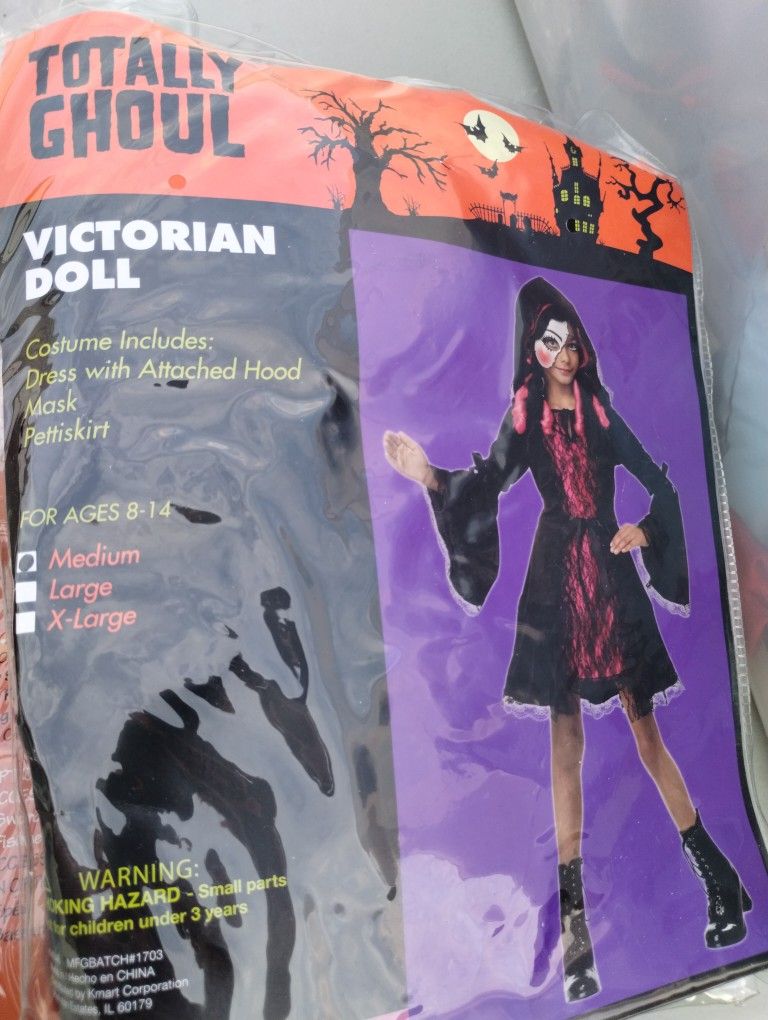 TOTALLY
GHOUL
VICTORIAN
DOLL
Costume Includes:
Dress with Attached Hood
Mask
Pettiskirt
FOR AGES 8-14
Medium
Large
X-Large
WARNING:
HAZARD - Small parts
for children under 3 years
MFGBATCH#1703
Hecho en CHINA
by Kmart Corporation
IL 60179